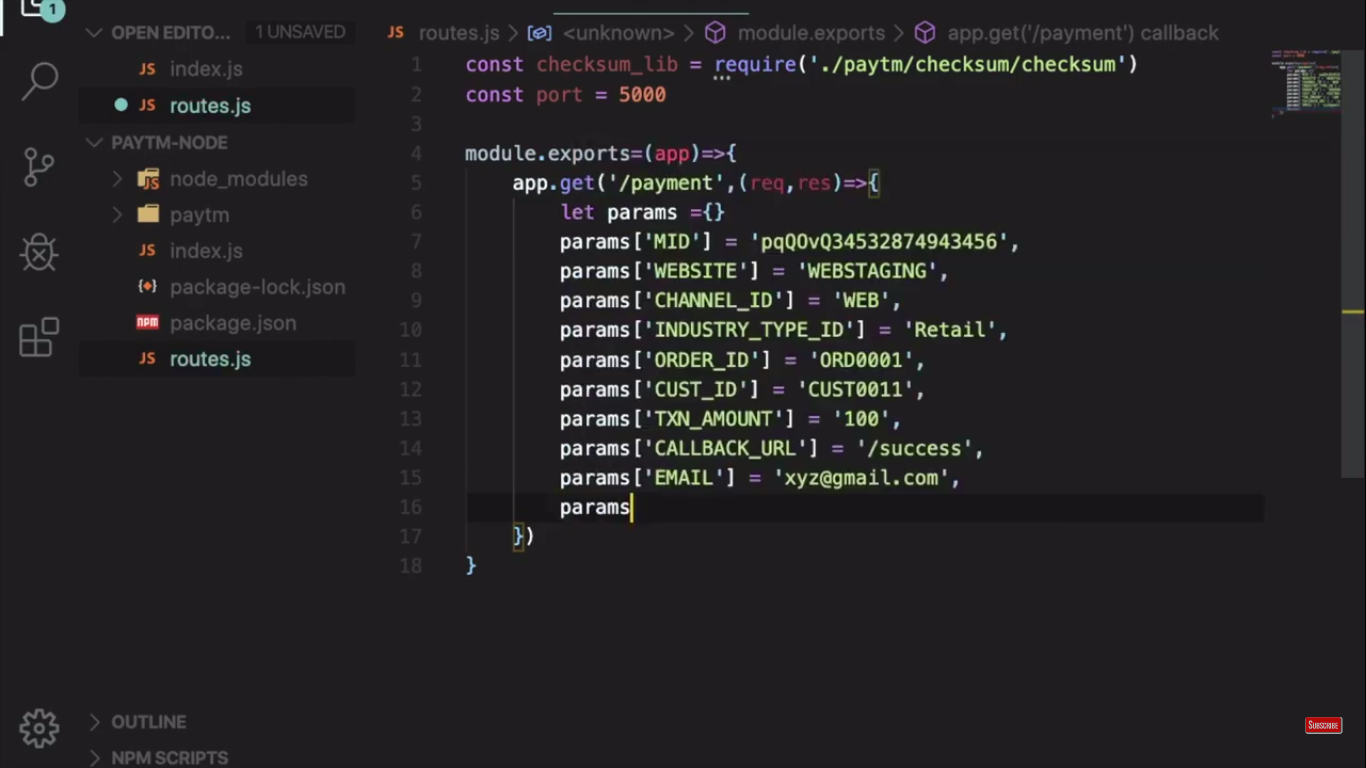 1
OPEN EDITO... 1 UNSAVED
JS index.js
JS routes.js
PAYTM-NODE
JS node_modules
paytm
JS index.js
package-lock.json
npm package.json
JS routes.js
OUTLINE
NPM SCRIPTS
JS routes.js > <unknown> > module.exports > app.get('/payment') callback
1 const checksum_lib = require('./paytm/checksum/checksum')
2 const port = 5000
3
4 module.exports=(app)=>{
5 app.get('/payment',(req,res)=>{
6 let params ={}
7 params['MID'] = 'pqQOvQ34532874943456',
8 params['WEBSITE'] = 'WEBSTAGING',
9 params['CHANNEL_ID'] = 'WEB',
10 params['INDUSTRY_TYPE_ID'] = 'Retail',
11 params['ORDER_ID'] = 'ORD0001',
12 params['CUST_ID'] = 'CUST0011',
13 params['TXN_AMOUNT'] = '100',
14 params['CALLBACK_URL'] = '/success',
15 params['EMAIL'] = 'xyz@gmail.com',
16 params
17 })
18 }
SUBSCRIBE